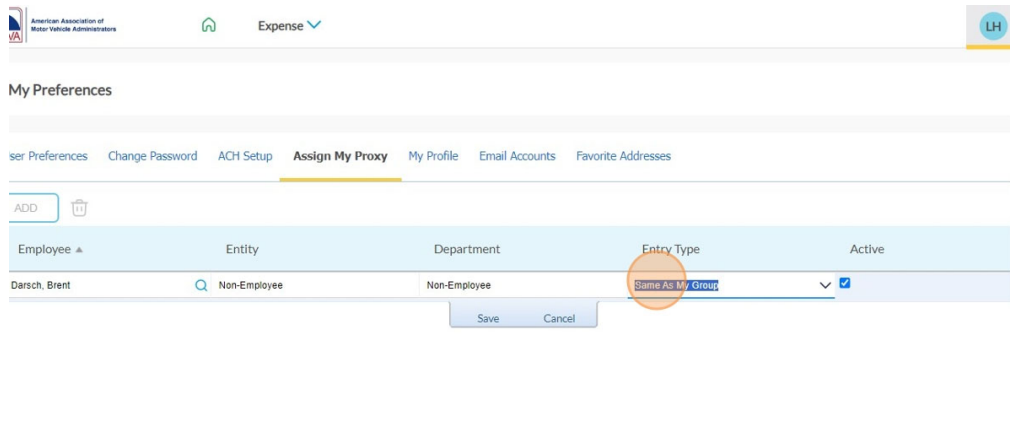 American Association of
Motor Vehicle Administrators
VA
Expense
LH
My Preferences
ser Preferences Change Password ACH Setup Assign My Proxy My Profile Email Accounts Favorite Addresses
ADD
Employee Entity Department Entry Type Active
Darsch, Brent Non-Employee Non-Employee Same As My Group
Save Cancel